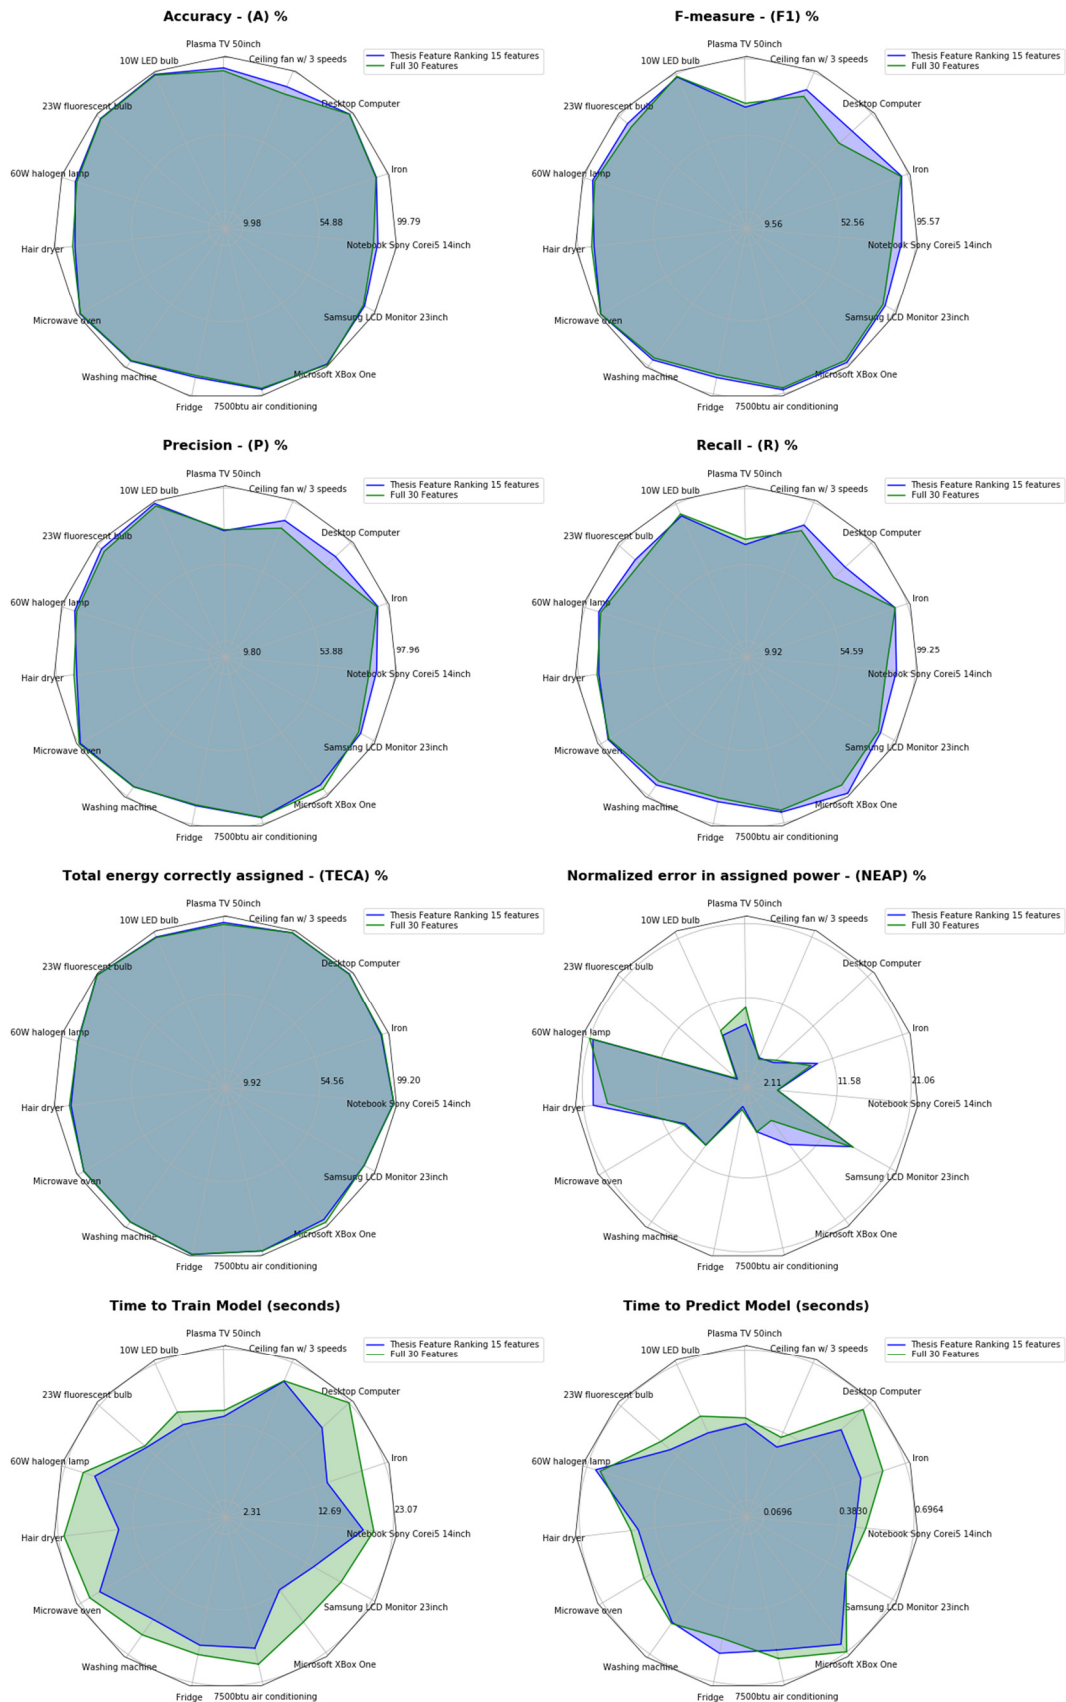 Accuracy - (A) %
Plasma TV 50inch
Ceiling fan w/ 3 speeds
Thesis Feature Ranking 15 features
Full 30 Features
10W LED bulb
Desktop Computer
23W fluorescent bulb
Iron
60W halogen lamp
9.98
54.88
99.79
Hair dryer
Notebook Sony Corei5 14inch
Microwave oven
Samsung LCD Monitor 23inch
Washing machine
Microsoft XBox One
Fridge
7500btu air conditioning
F-measure - (F1) %
Plasma TV 50inch
Ceiling fan w/ 3 speeds
Thesis Feature Ranking 15 features
Full 30 Features
10W LED bulb
Desktop Computer
23W fluorescent bulb
Iron
60W halogen lamp
9.56
52.56
95.57
Hair dryer
Notebook Sony Corei5 14inch
Microwave oven
Samsung LCD Monitor 23inch
Washing machine
Microsoft XBox One
Fridge
7500btu air conditioning
Precision - (P) %
Plasma TV 50inch
Ceiling fan w/ 3 speeds
Thesis Feature Ranking 15 features
Full 30 Features
10W LED bulb
Desktop Computer
23W fluorescent bulb
Iron
60W halogen lamp
9.80
53.88
97.96
Hair dryer
Notebook Sony Corei5 14inch
Microwave oven
Samsung LCD Monitor 23inch
Washing machine
Microsoft XBox One
Fridge
7500btu air conditioning
Recall - (R) %
Plasma TV 50inch
Ceiling fan w/ 3 speeds
Thesis Feature Ranking 15 features
Full 30 Features
10W LED bulb
Desktop Computer
23W fluorescent bulb
Iron
60W halogen lamp
9.92
54.59
99.25
Hair dryer
Notebook Sony Corei5 14inch
Microwave oven
Samsung LCD Monitor 23inch
Washing machine
Microsoft XBox One
Fridge
7500btu air conditioning
Total energy correctly assigned - (TECA) %
Plasma TV 50inch
Ceiling fan w/ 3 speeds
Thesis Feature Ranking 15 features
Full 30 Features
10W LED bulb
Desktop Computer
23W fluorescent bulb
Iron
60W halogen lamp
9.92
54.56
99.20
Hair dryer
Notebook Sony Corei5 14inch
Microwave oven
Samsung LCD Monitor 23inch
Washing machine
Microsoft XBox One
Fridge
7500btu air conditioning
Normalized error in assigned power - (NEAP) %
Plasma TV 50inch
Ceiling fan w/ 3 speeds
Thesis Feature Ranking 15 features
Full 30 Features
10W LED bulb
Desktop Computer
23W fluorescent bulb
Iron
60W halogen lamp
2.11
11.58
21.06
Hair dryer
Notebook Sony Corei5 14inch
Microwave oven
Samsung LCD Monitor 23inch
Washing machine
Microsoft XBox One
Fridge
7500btu air conditioning
Time to Train Model (seconds)
Plasma TV 50inch
Ceiling fan w/ 3 speeds
Thesis Feature Ranking 15 features
Full 30 Features
10W LED bulb
Desktop Computer
23W fluorescent bulb
Iron
60W halogen lamp
2.31
12.69
23.07
Hair dryer
Notebook Sony Corei5 14inch
Microwave oven
Samsung LCD Monitor 23inch
Washing machine
Microsoft XBox One
Fridge
7500btu air conditioning
Time to Predict Model (seconds)
Plasma TV 50inch
Ceiling fan w/ 3 speeds
Thesis Feature Ranking 15 features
Full 30 Features
10W LED bulb
Desktop Computer
23W fluorescent bulb
Iron
60W halogen lamp
0.0696
0.3830
0.6964
Hair dryer
Notebook Sony Corei5 14inch
Microwave oven
Samsung LCD Monitor 23inch
Washing machine
Microsoft XBox One
Fridge
7500btu air conditioning